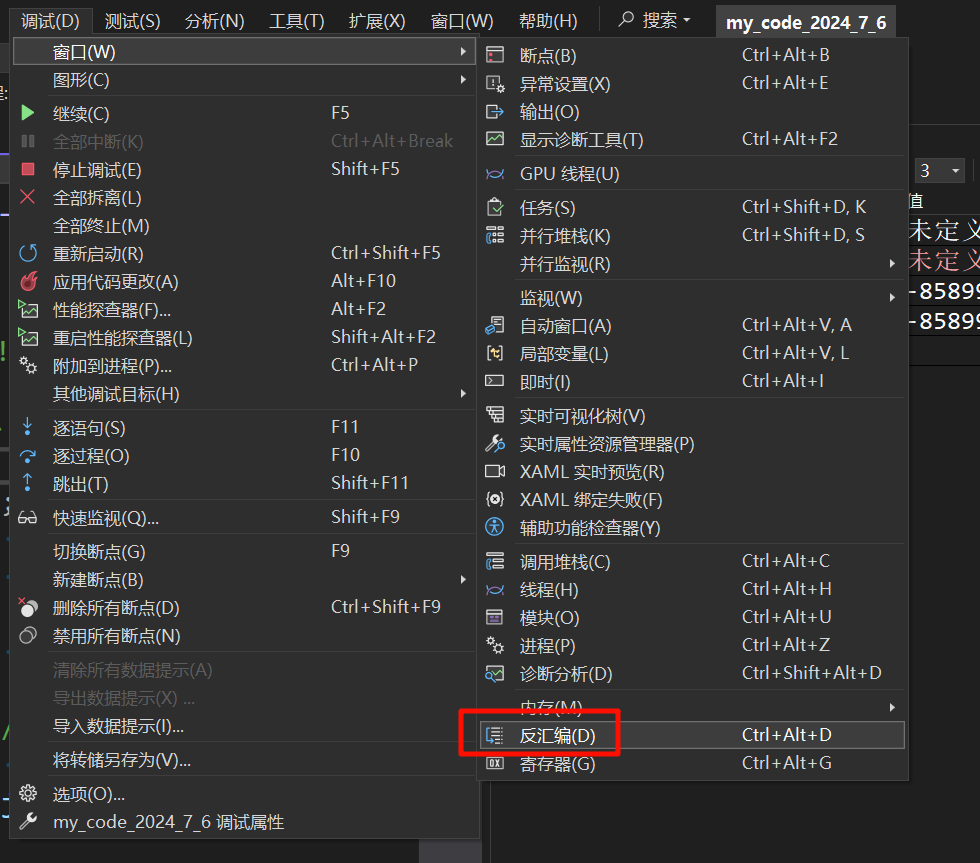 调试(D) 测试(S) 分析(N) 工具(T) 扩展(X) 窗口(W) 帮助(H) 搜索 my_code_2024_7_6
窗口(W)
图形(C)
继续(C) F5
全部中断(K) Ctrl+Alt+Break
停止调试(E) Shift+F5
全部拆离(L)
全部终止(M)
重新启动(R) Ctrl+Shift+F5
应用代码更改(A) Alt+F10
性能探查器(F)... Alt+F2
重启性能探查器(L) Shift+Alt+F2
附加到进程(P)... Ctrl+Alt+P
其他调试目标(H)
逐语句(S) F11
逐过程(O) F10
跳出(T) Shift+F11
快速监视(Q)... Shift+F9
切换断点(G) F9
新建断点(B)
删除所有断点(D) Ctrl+Shift+F9
禁用所有断点(N)
清除所有数据提示(A)
导出数据提示(X) ...
导入数据提示(I)...
将转储另存为(V)...
选项(O)...
my_code_2024_7_6 调试属性
断点(B) Ctrl+Alt+B
异常设置(X) Ctrl+Alt+E
输出(O)
显示诊断工具(T) Ctrl+Alt+F2
GPU 线程(U)
任务(S) Ctrl+Shift+D, K
并行堆栈(K) Ctrl+Shift+D, S
并行监视(R)
监视(W)
自动窗口(A) Ctrl+Alt+V, A
局部变量(L) Ctrl+Alt+V, L
即时(I) Ctrl+Alt+I
实时可视化树(V)
实时属性资源管理器(P)
XAML 实时预览(R)
XAML 绑定失败(F)
辅助功能检查器(Y)
调用堆栈(C) Ctrl+Alt+C
线程(H) Ctrl+Alt+H
模块(O) Ctrl+Alt+U
进程(P) Ctrl+Alt+Z
诊断分析(D) Ctrl+Shift+Alt+D
内存(M)
反汇编(D) Ctrl+Alt+D
寄存器(G) Ctrl+Alt+G
3
值
未定义
未定义
-85899
-85899